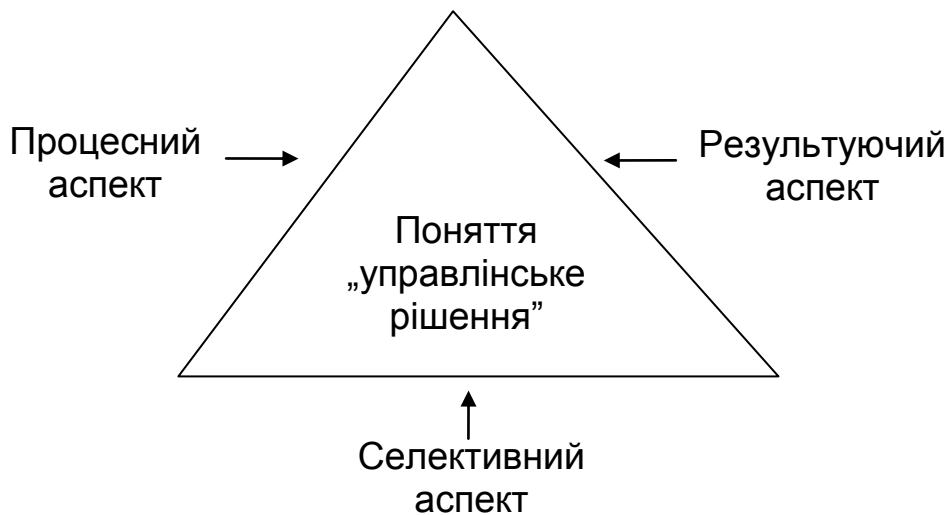 Процесний
аспект
Результуючий
аспект
Поняття
„управлінське
рішення”
Селективний
аспект